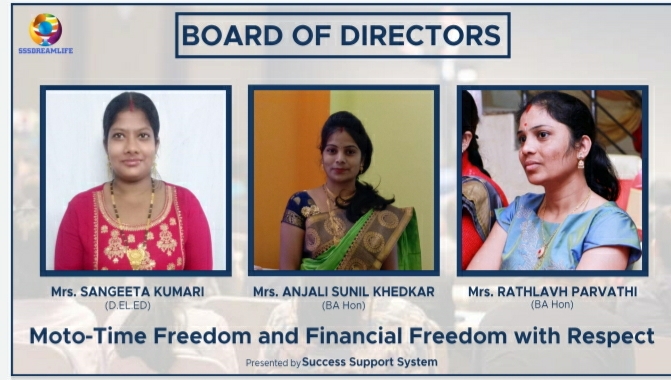 SSSDREAMLIFE
BOARD OF DIRECTORS
Mrs. SANGEETA KUMARI
(D.EL.ED)
Mrs. ANJALI SUNIL KHEDKAR
(BA Hon)
Mrs. RATHLAVH PARVATHI
(BA Hon)
Moto-Time Freedom and Financial Freedom with Respect
Presented by Success Support System